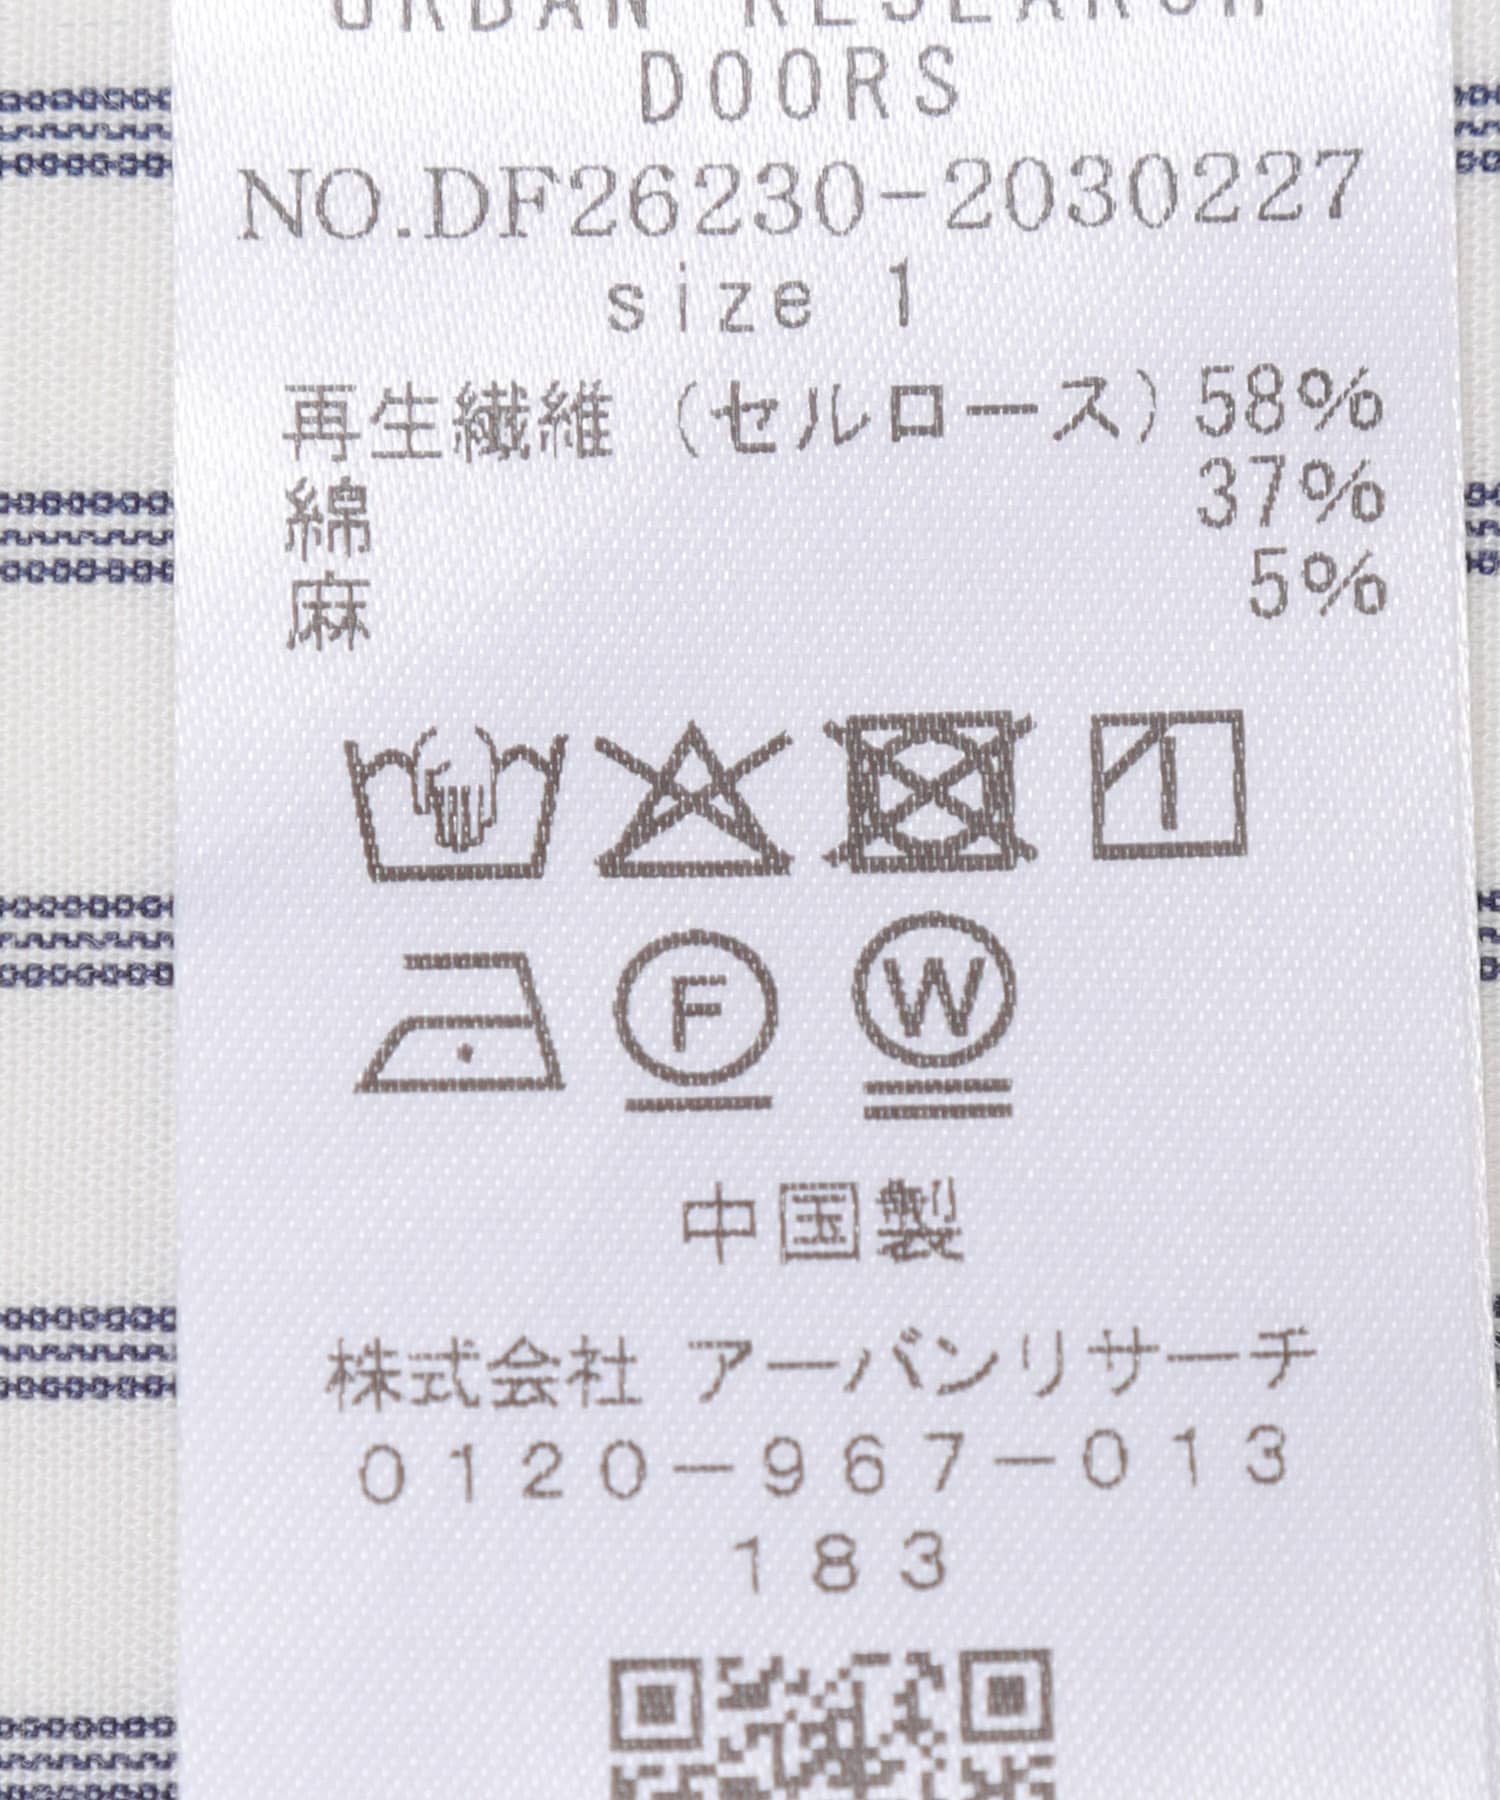 URBAN RESEARCH
DOORS
NO.DF26230-2030227
size 1
再生繊維（セルロース）58%
綿 37%
麻 5%
F
W
中国製
株式会社 アーバンリサーチ
0120-967-013
183